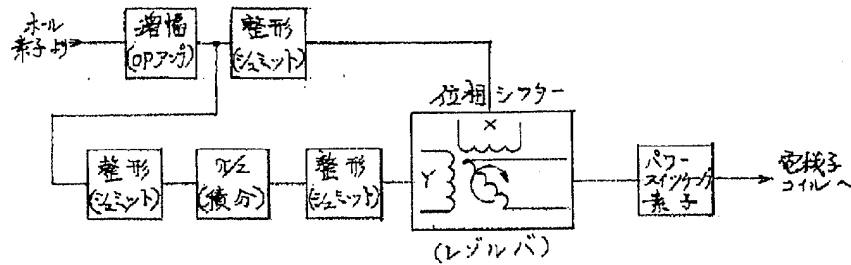 ホール
素子より
増幅
(OPアンプ)
整形
(シュミット)
位相シフター
X
Y
整形
(シュミット)
π/2
(積分)
整形
(シュミット)
(レゾルバ)
パワー
スイッチング
素子
電機子
コイルへ